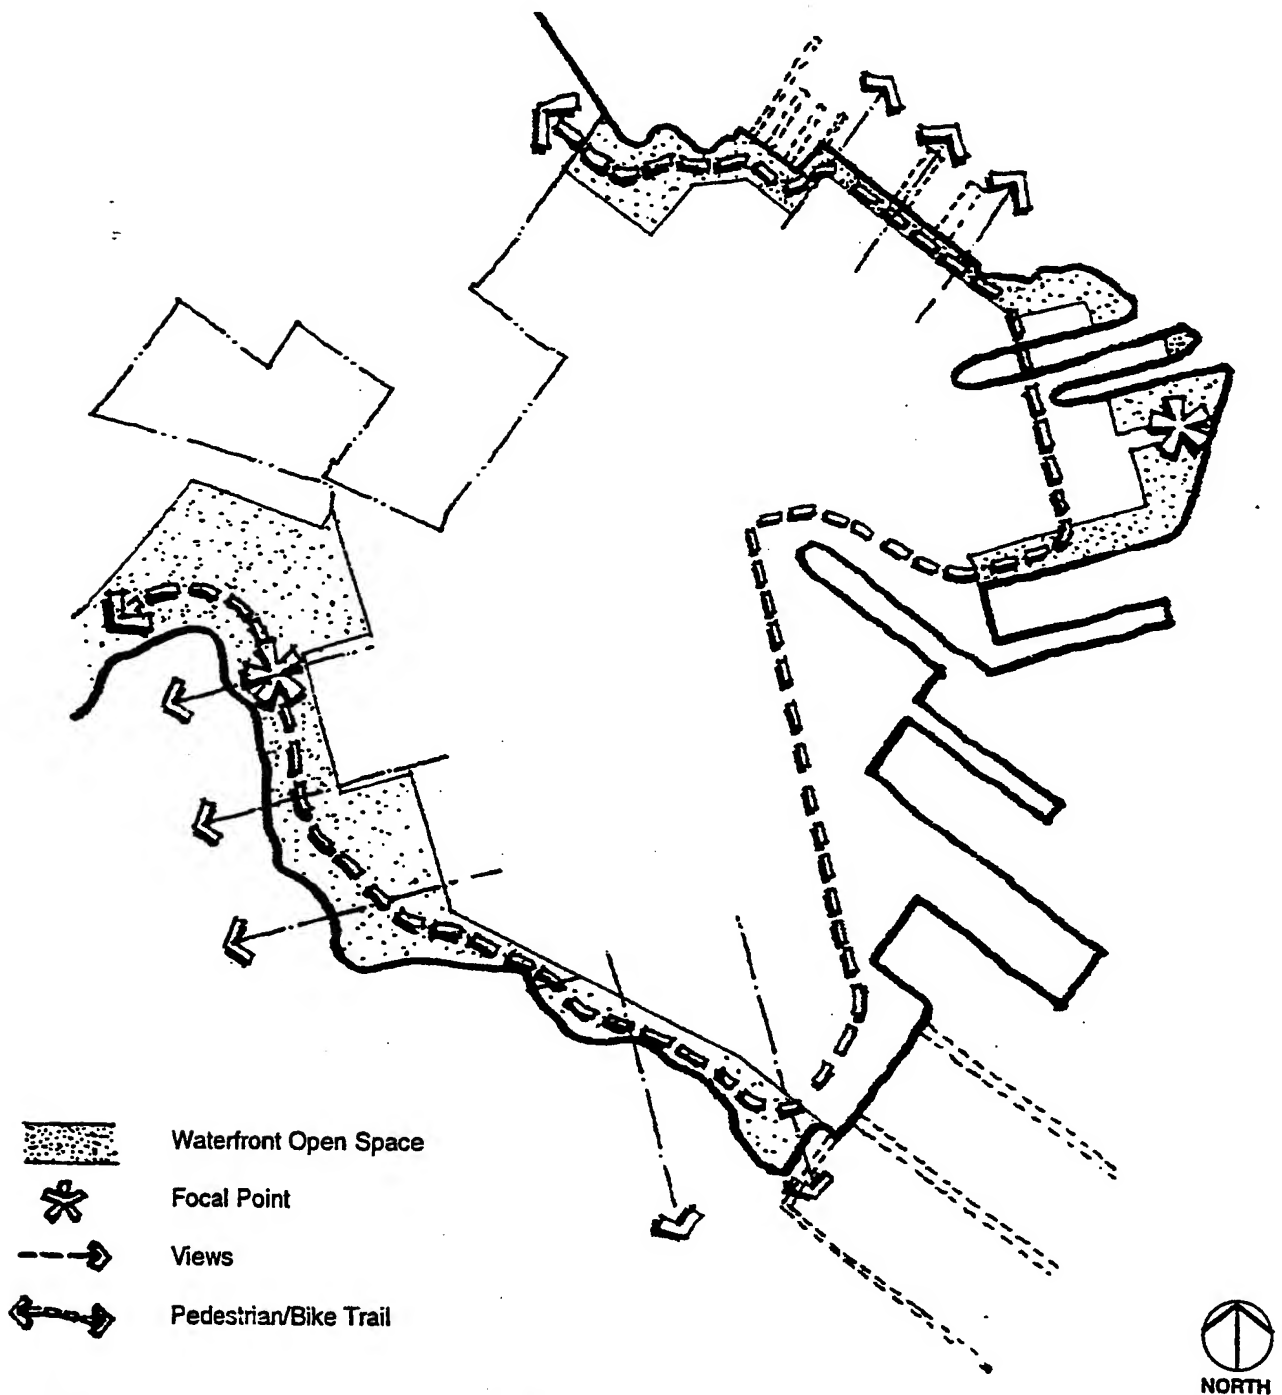 Waterfront Open Space
Focal Point
Views
Pedestrian/Bike Trail
NORTH